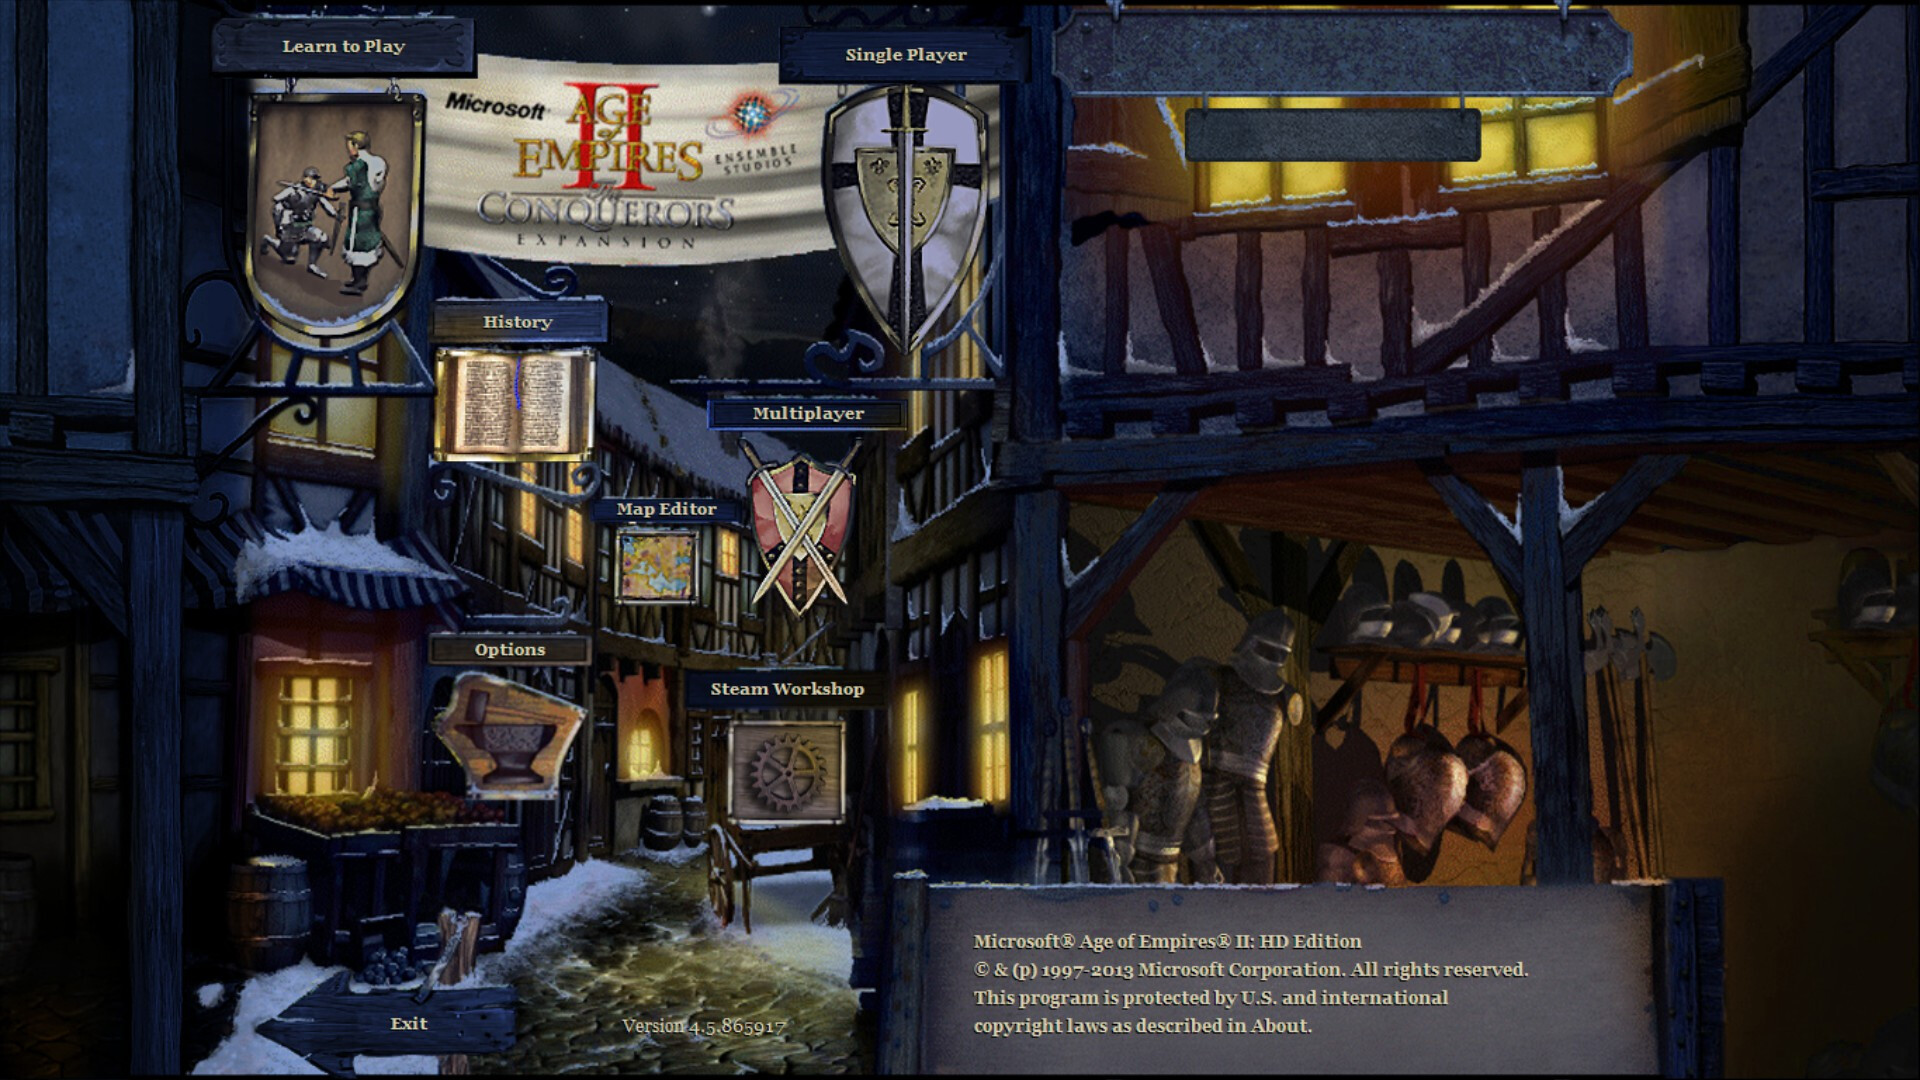 Learn to Play
Single Player
Microsoft
AGE
of
EMPIRES
II
The
CONQUERORS
EXPANSION
ENSEMBLE
STUDIOS
History
Multiplayer
Map Editor
Options
Steam Workshop
Microsoft® Age of Empires® II: HD Edition
© & (p) 1997-2013 Microsoft Corporation. All rights reserved.
This program is protected by U.S. and international
copyright laws as described in About.
Exit
Version 4.5.865917